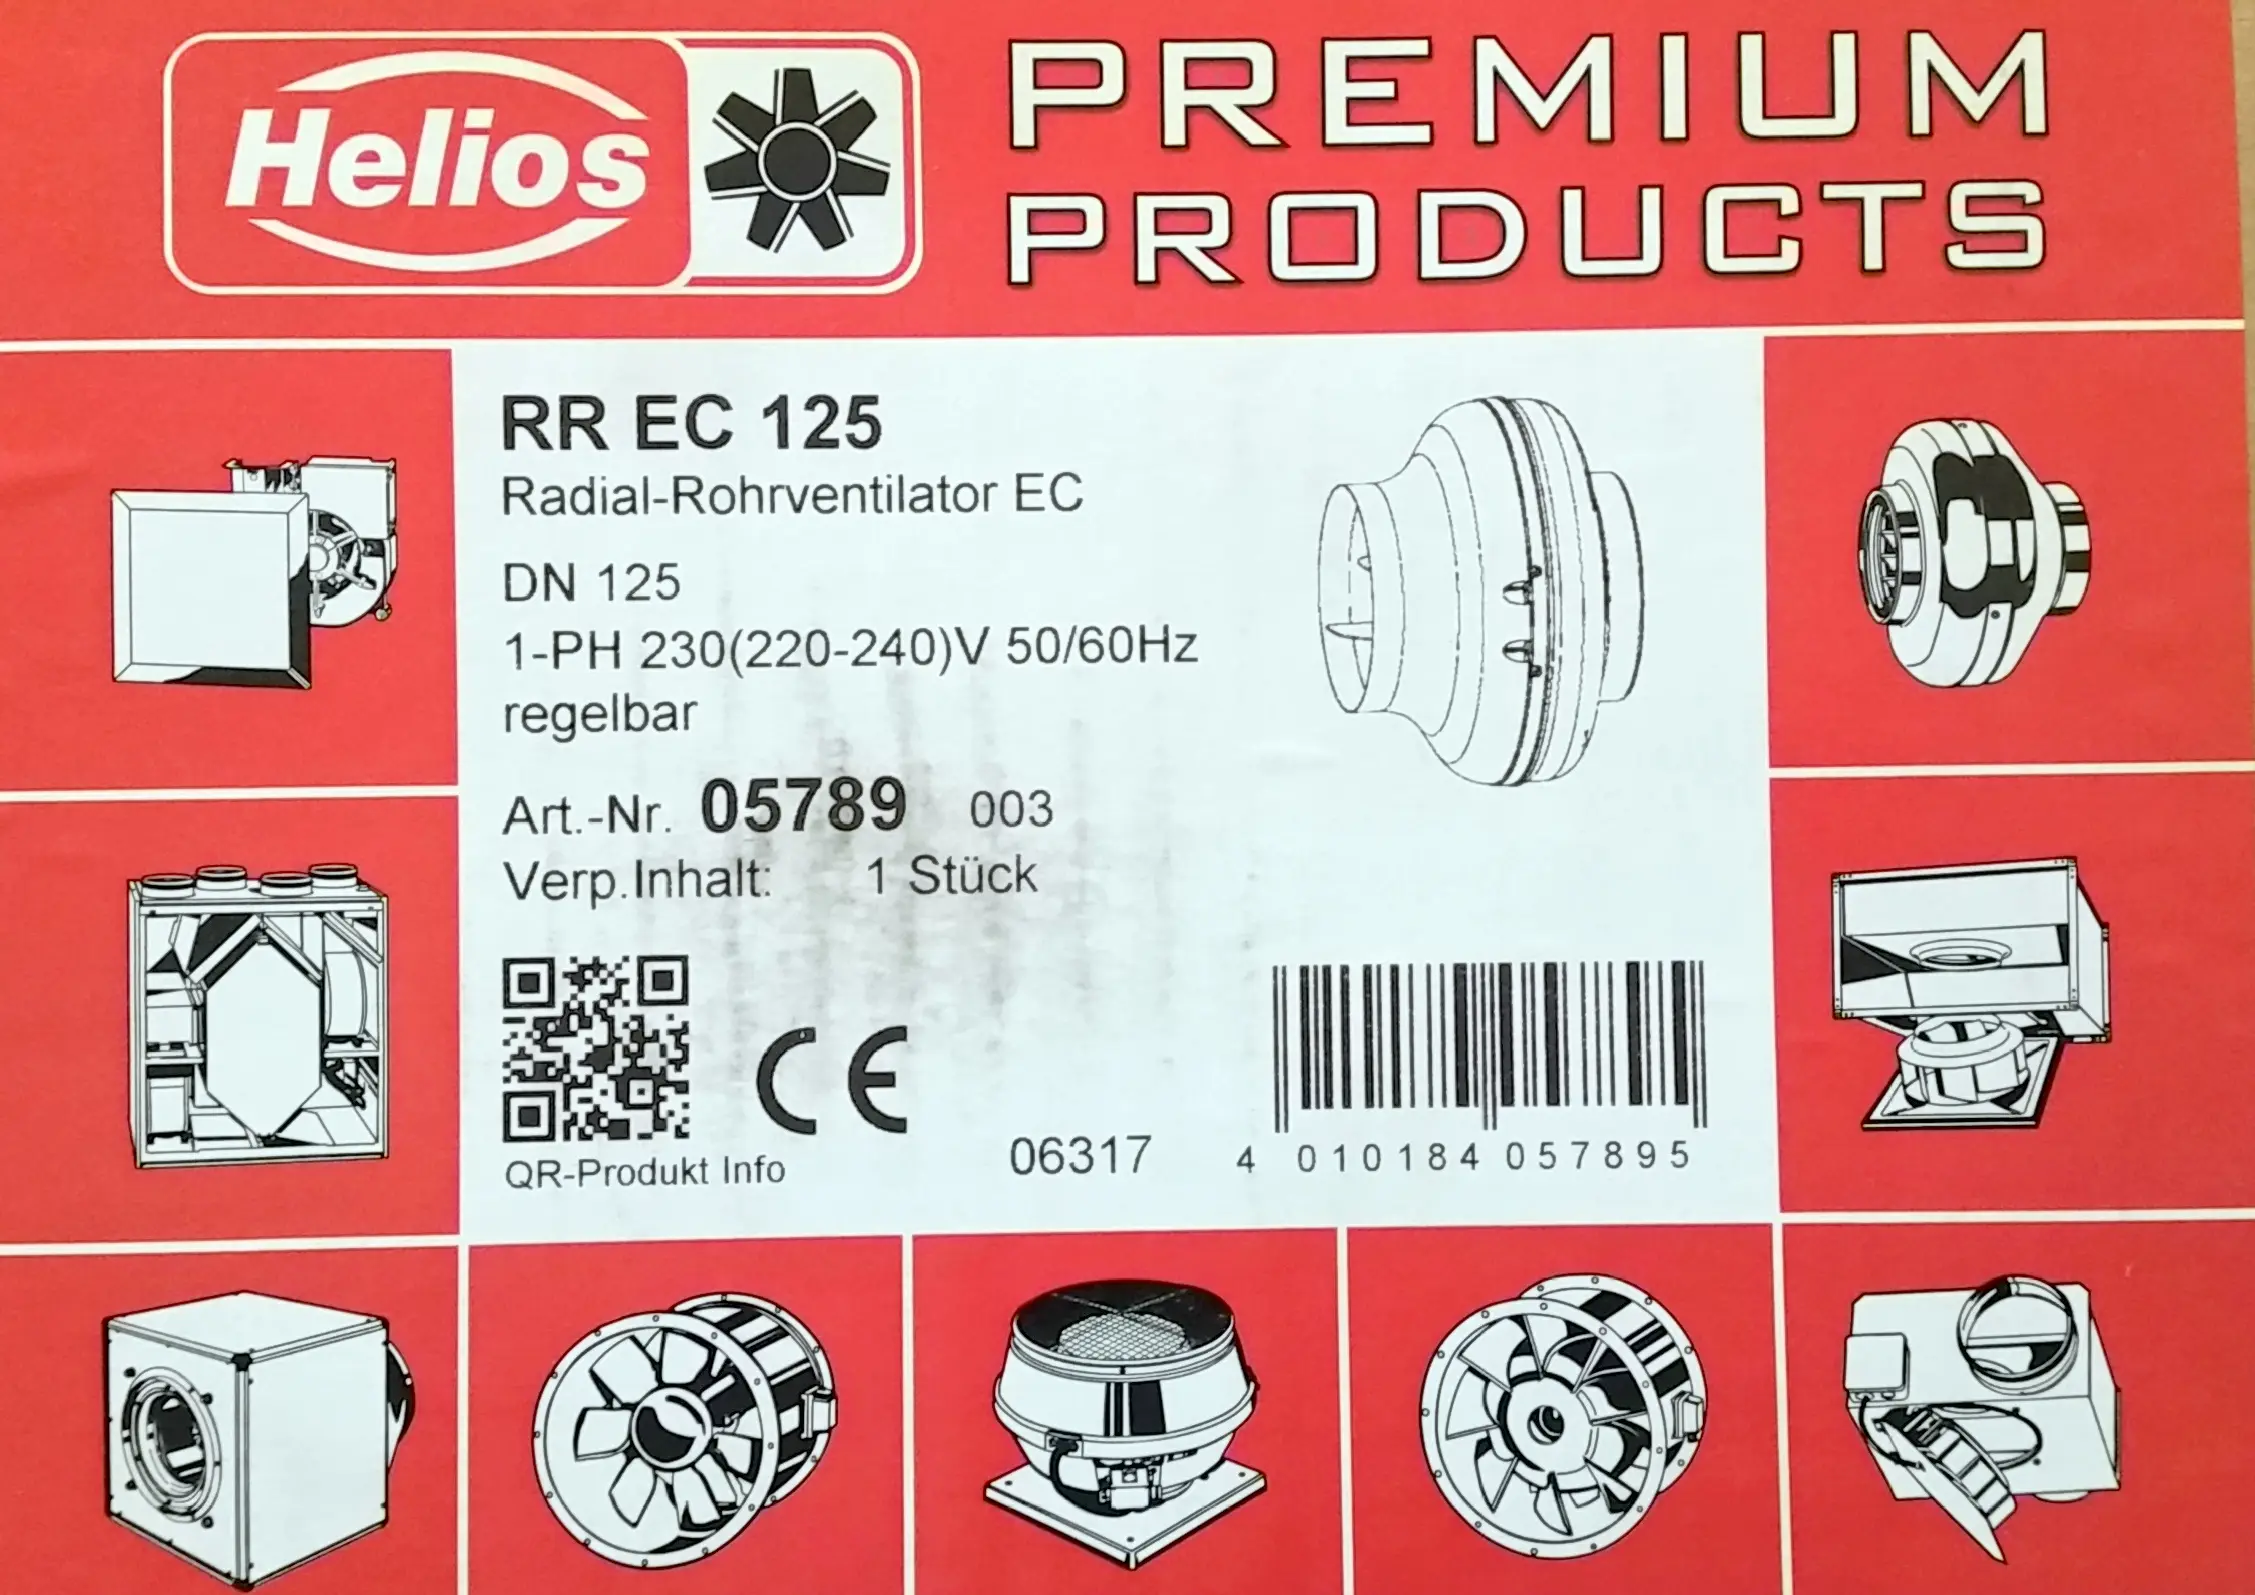 Helios
PREMIUM
PRODUCTS
RR EC 125
Radial-Rohrventilator EC
DN 125
1-PH 230(220-240)V 50/60Hz
regelbar
Art.-Nr. 05789 003
Verp.Inhalt: 1 Stück
CE
QR-Produkt Info
06317
4 010184 057895